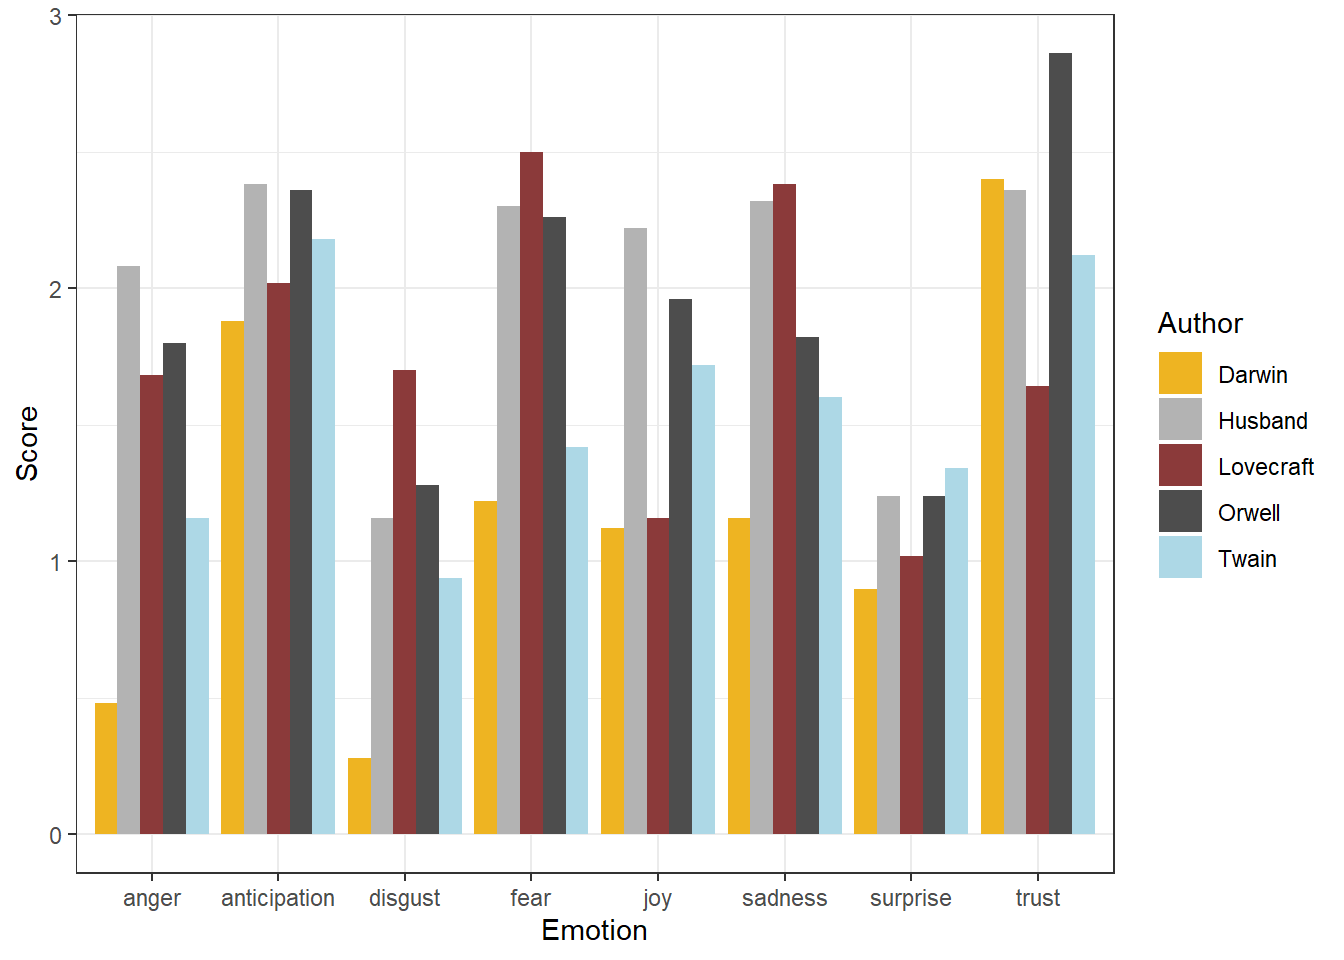 3
2
1
0
Score
anger
anticipation
disgust
fear
joy
sadness
surprise
trust
Emotion
Author
Darwin
Husband
Lovecraft
Orwell
Twain